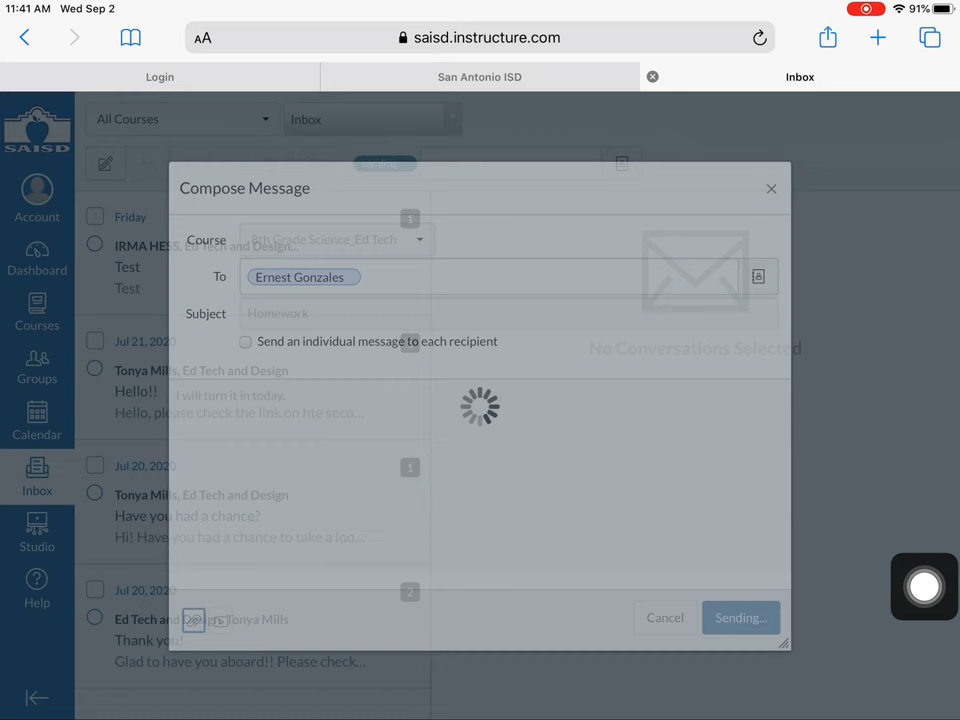 11:41 AM Wed Sep 2
91%
AA
saisd.instructure.com
Login
San Antonio ISD
Inbox
SAISD
Account
Dashboard
Courses
Groups
Calendar
Inbox
Studio
Help
All Courses
Inbox
Sending...
Compose Message
Course
8th Grade Science_Ed Tech
To
Ernest Gonzales
Subject
Homework
Send an individual message to each recipient
I will turn it in today.
Cancel
Sending...
Friday
1
IRMA HESS, Ed Tech and Design...
Test
Test
Jul 21, 2020
Tonya Mills, Ed Tech and Design
Hello!!
Hello, please check the link on hte seco...
Jul 20, 2020
1
Tonya Mills, Ed Tech and Design
Have you had a chance?
Hi! Have you had a chance to take a loo...
Jul 20, 2020
2
Ed Tech and Design, Tonya Mills
Thank you!
Glad to have you aboard!! Please check...
No Conversations Selected